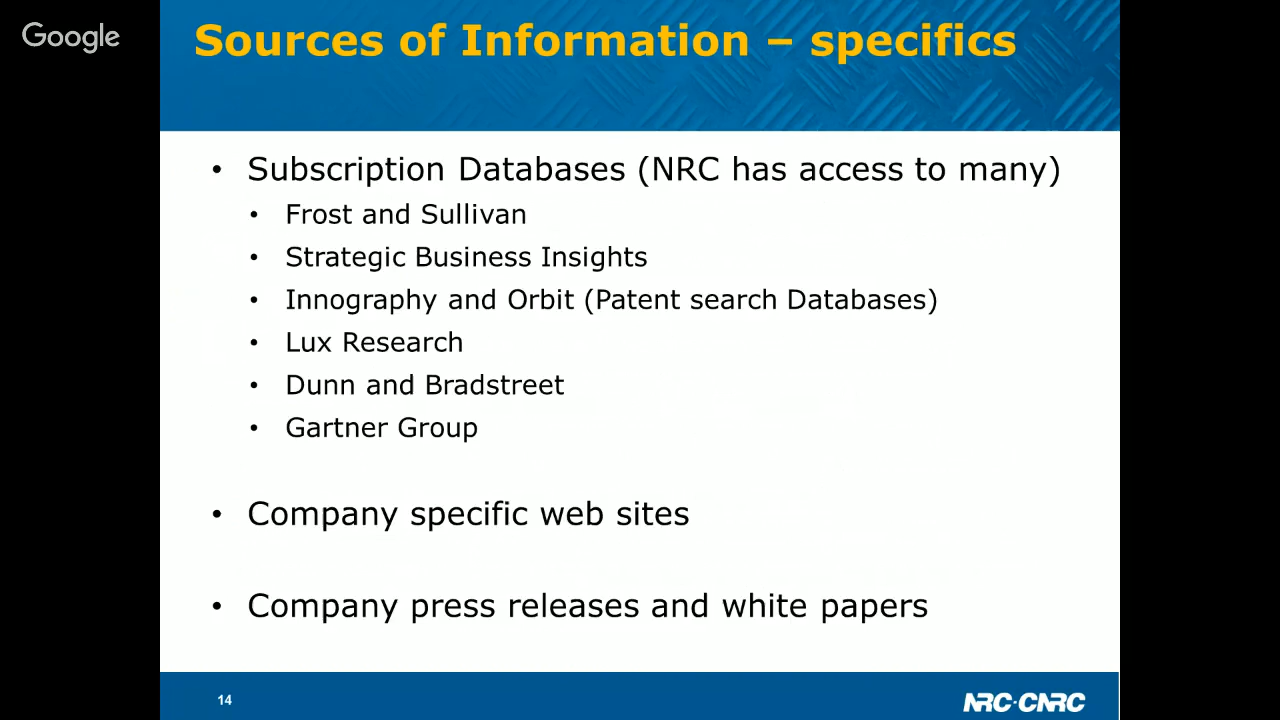 Google
Sources of Information – specifics
• Subscription Databases (NRC has access to many)
• Frost and Sullivan
• Strategic Business Insights
• Innography and Orbit (Patent search Databases)
• Lux Research
• Dunn and Bradstreet
• Gartner Group
• Company specific web sites
• Company press releases and white papers
14
NRC·CNRC